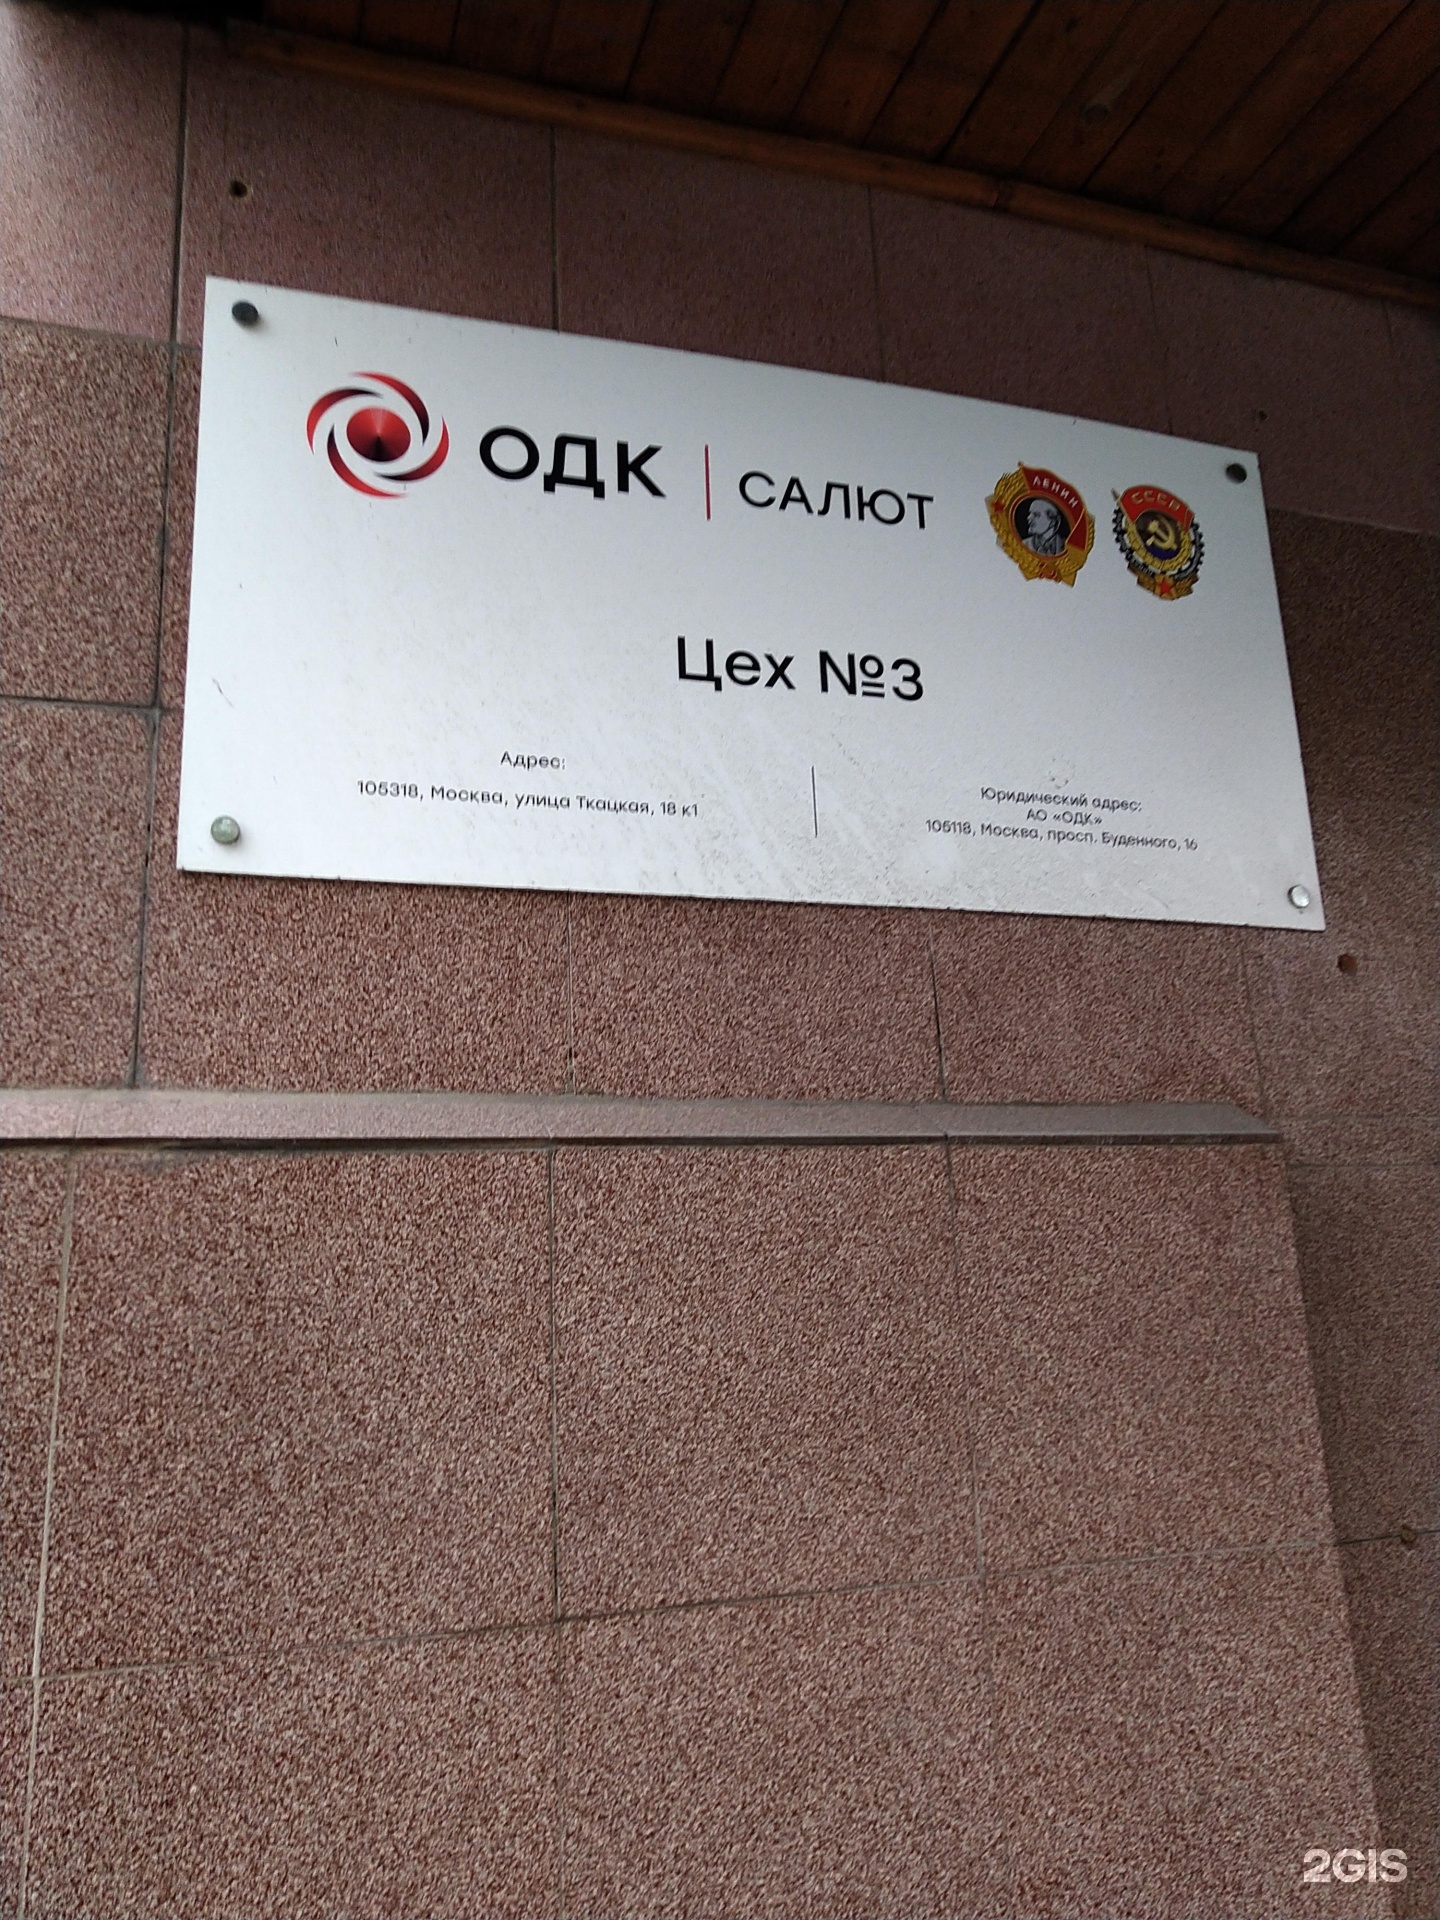 ОДК | САЛЮТ
ЛЕНИН
СССР
Цех №3
Адрес:
105318, Москва, улица Ткацкая, 18 к1
Юридический адрес:
АО «ОДК»
105118, Москва, просп. Буденного, 16
2GIS